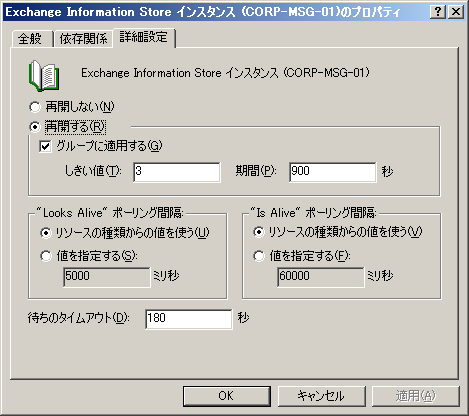 Exchange Information Store インスタンス (CORP-MSG-01)のプロパティ
全般 依存関係 詳細設定
Exchange Information Store インスタンス (CORP-MSG-01)
再開しない(N)
再開する(R)
グループに適用する(G)
しきい値(T): 3 期間(P): 900 秒
"Looks Alive" ポーリング間隔: "Is Alive" ポーリング間隔:
リソースの種類からの値を使う(U) リソースの種類からの値を使う(V)
値を指定する(S): 値を指定する(F):
5000 ミリ秒 60000 ミリ秒
待ちのタイムアウト(D): 180 秒
OK キャンセル 適用(A)